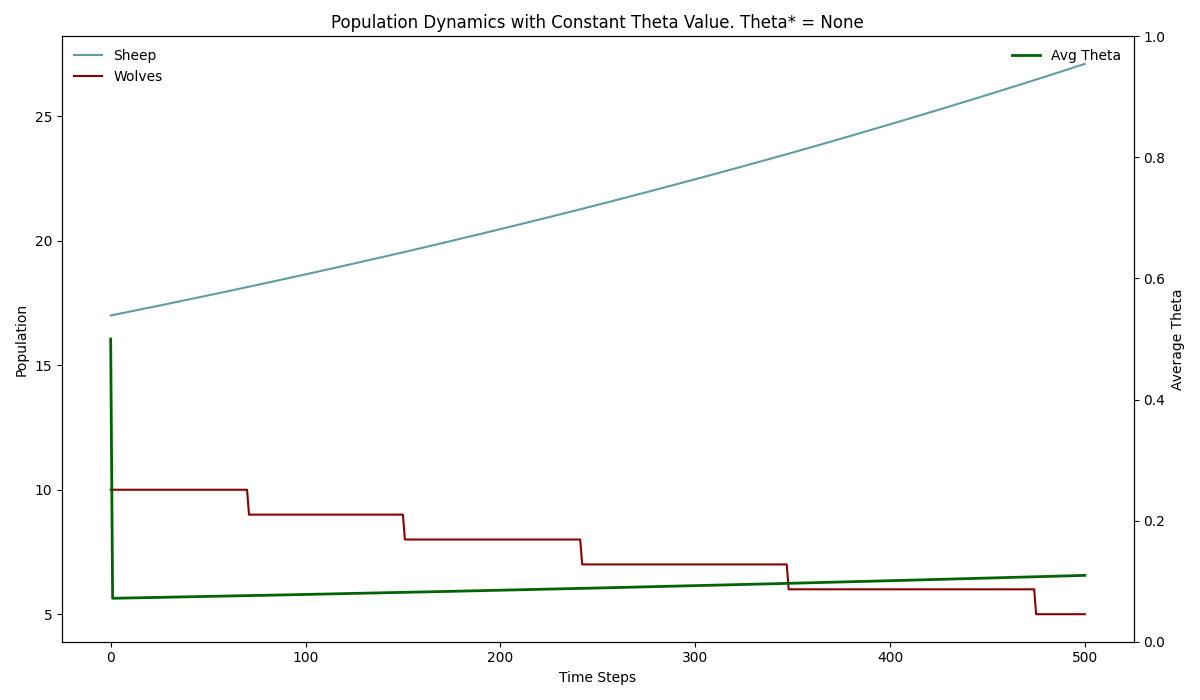 Population Dynamics with Constant Theta Value. Theta* = None
Sheep
Wolves
Avg Theta
25
20
15
10
5
Population
1.0
0.8
0.6
0.4
0.2
0.0
Average Theta
0 100 200 300 400 500
Time Steps